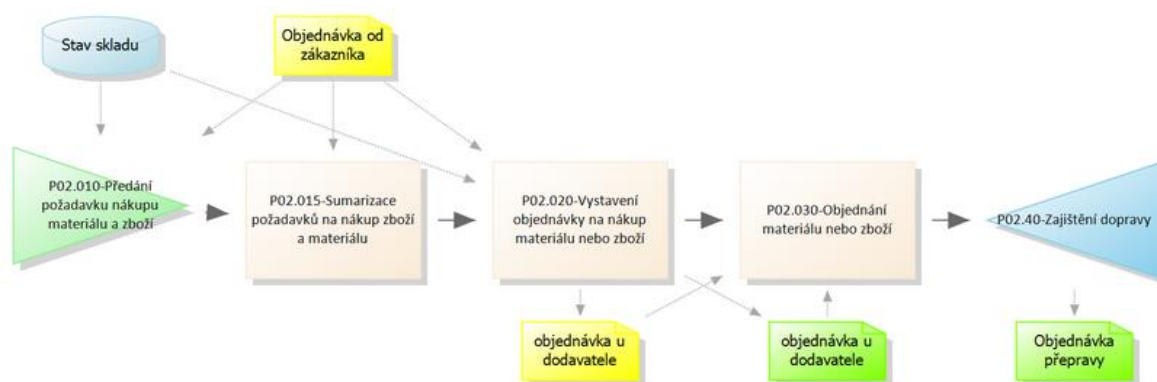 Stav skladu
Objednávka od
zákazníka
P02.010-Předání
požadavku nákupu
materiálu a zboží
P02.015-Sumarizace
požadavků na nákup zboží
a materiálu
P02.020-Vystavení
objednávky na nákup
materiálu nebo zboží
P02.030-Objednání
materiálu nebo zboží
P02.40-Zajištění dopravy
objednávka u
dodavatele
objednávka u
dodavatele
Objednávka
přepravy